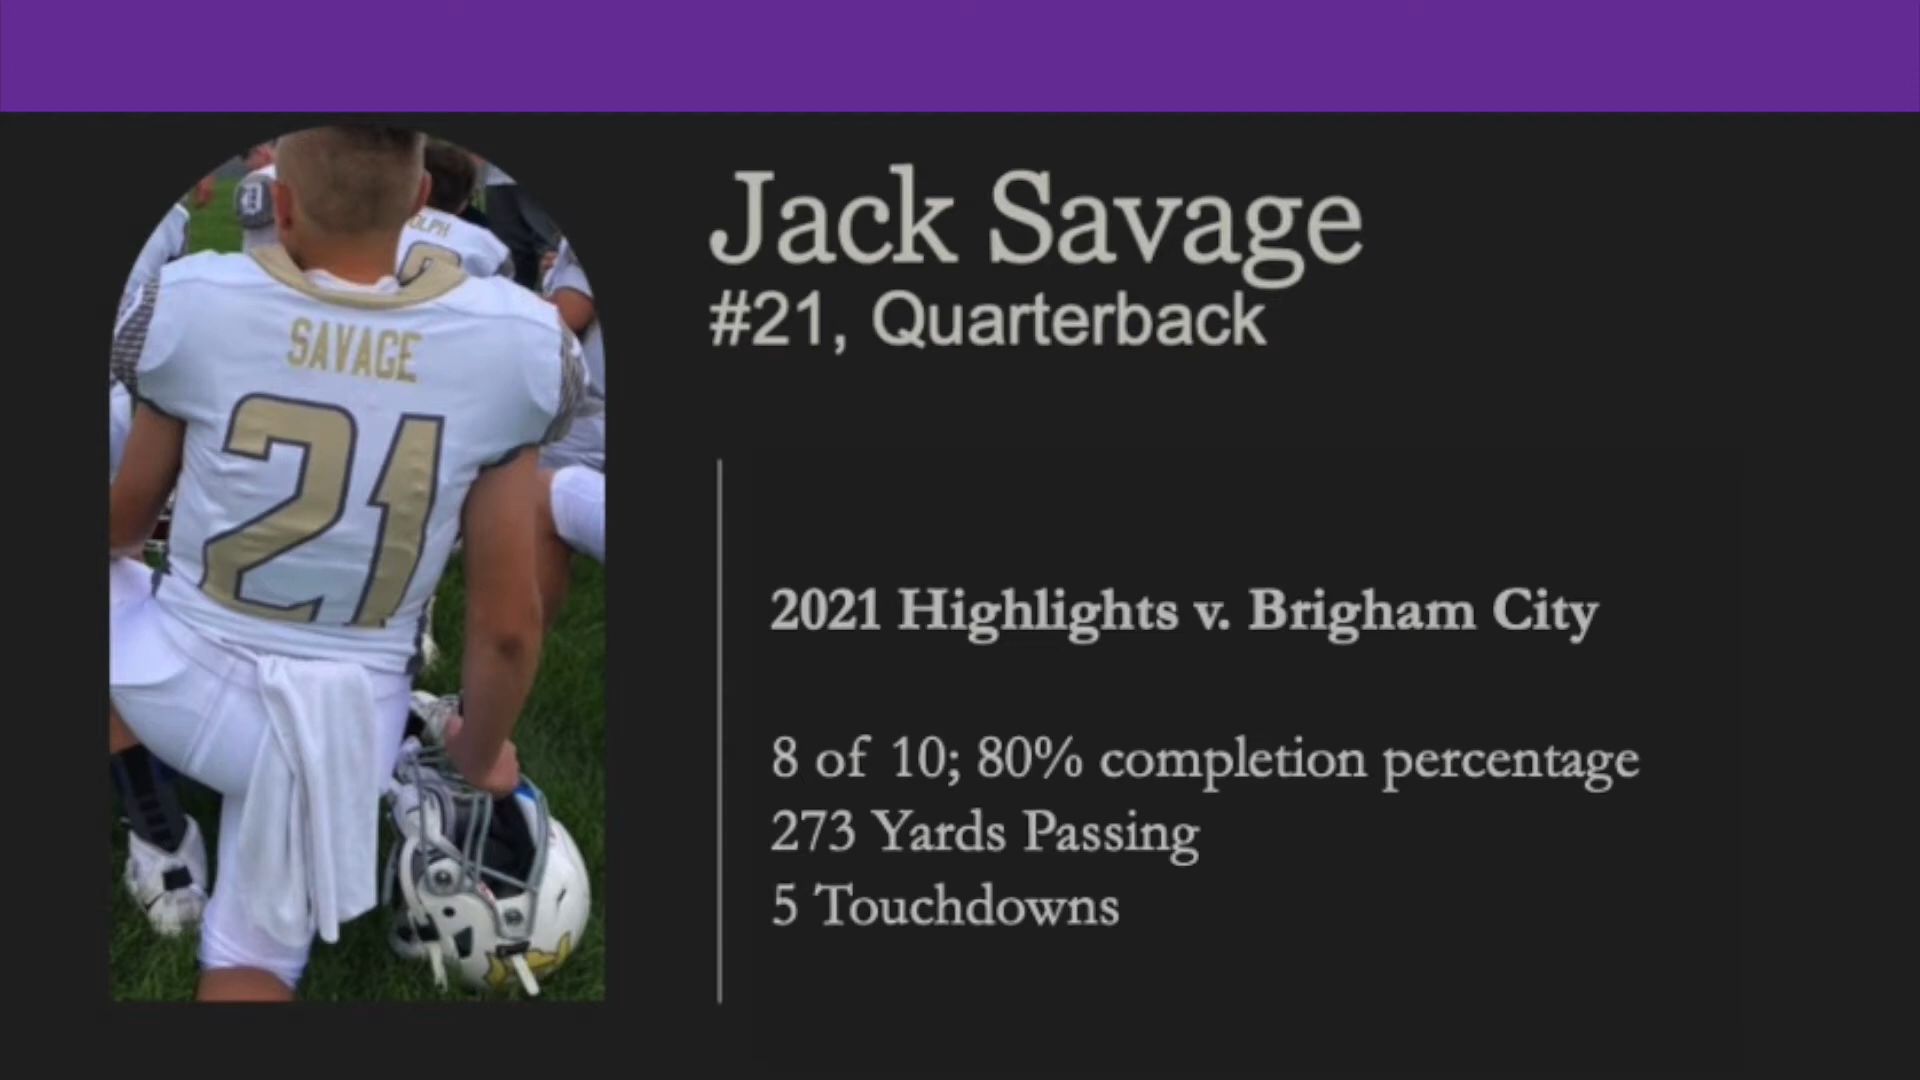 Jack Savage
#21, Quarterback
OLPH
SAVAGE
21
2021 Highlights v. Brigham City
8 of 10; 80% completion percentage
273 Yards Passing
5 Touchdowns